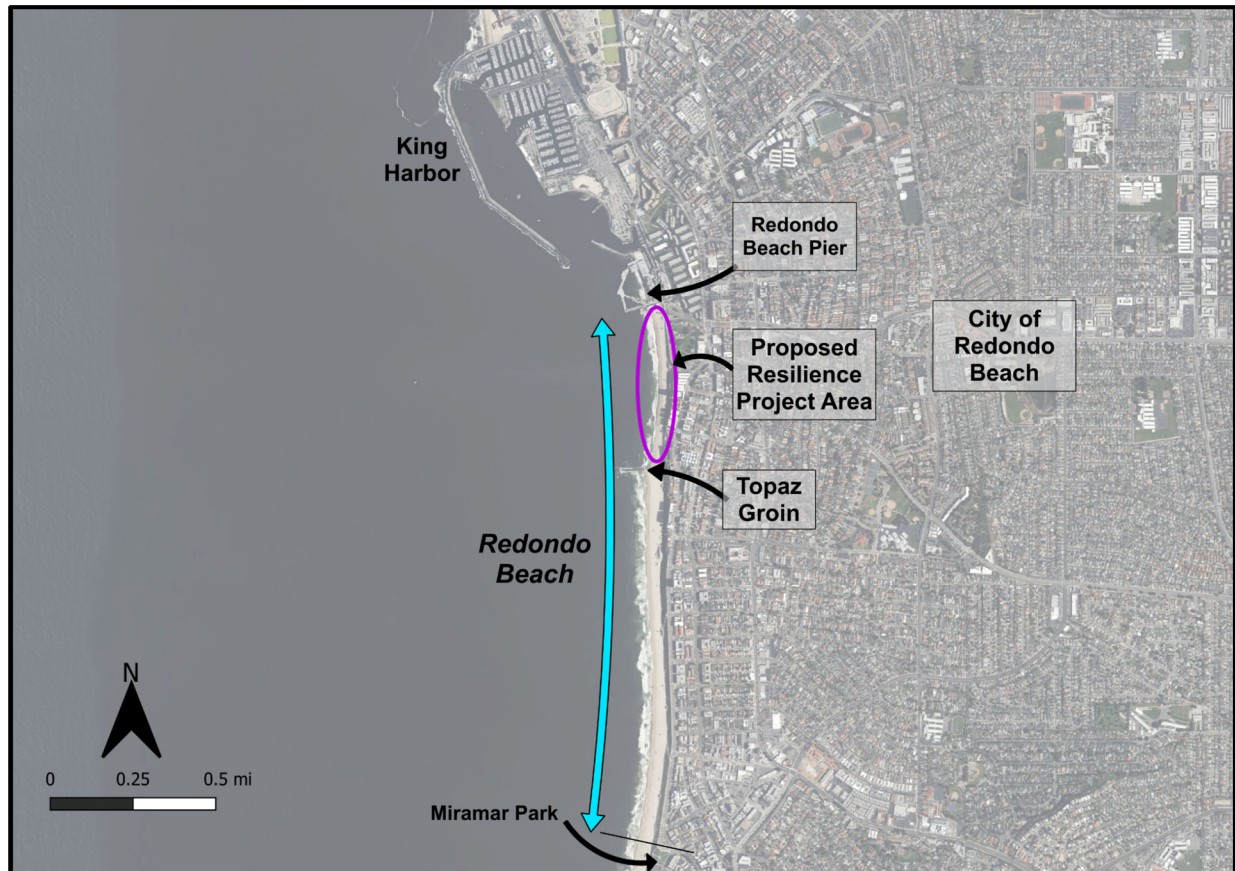 King
Harbor
Redondo
Beach Pier
City of
Redondo
Beach
Proposed
Resilience
Project Area
Topaz
Groin
Redondo
Beach
N
0 0.25 0.5 mi
Miramar Park